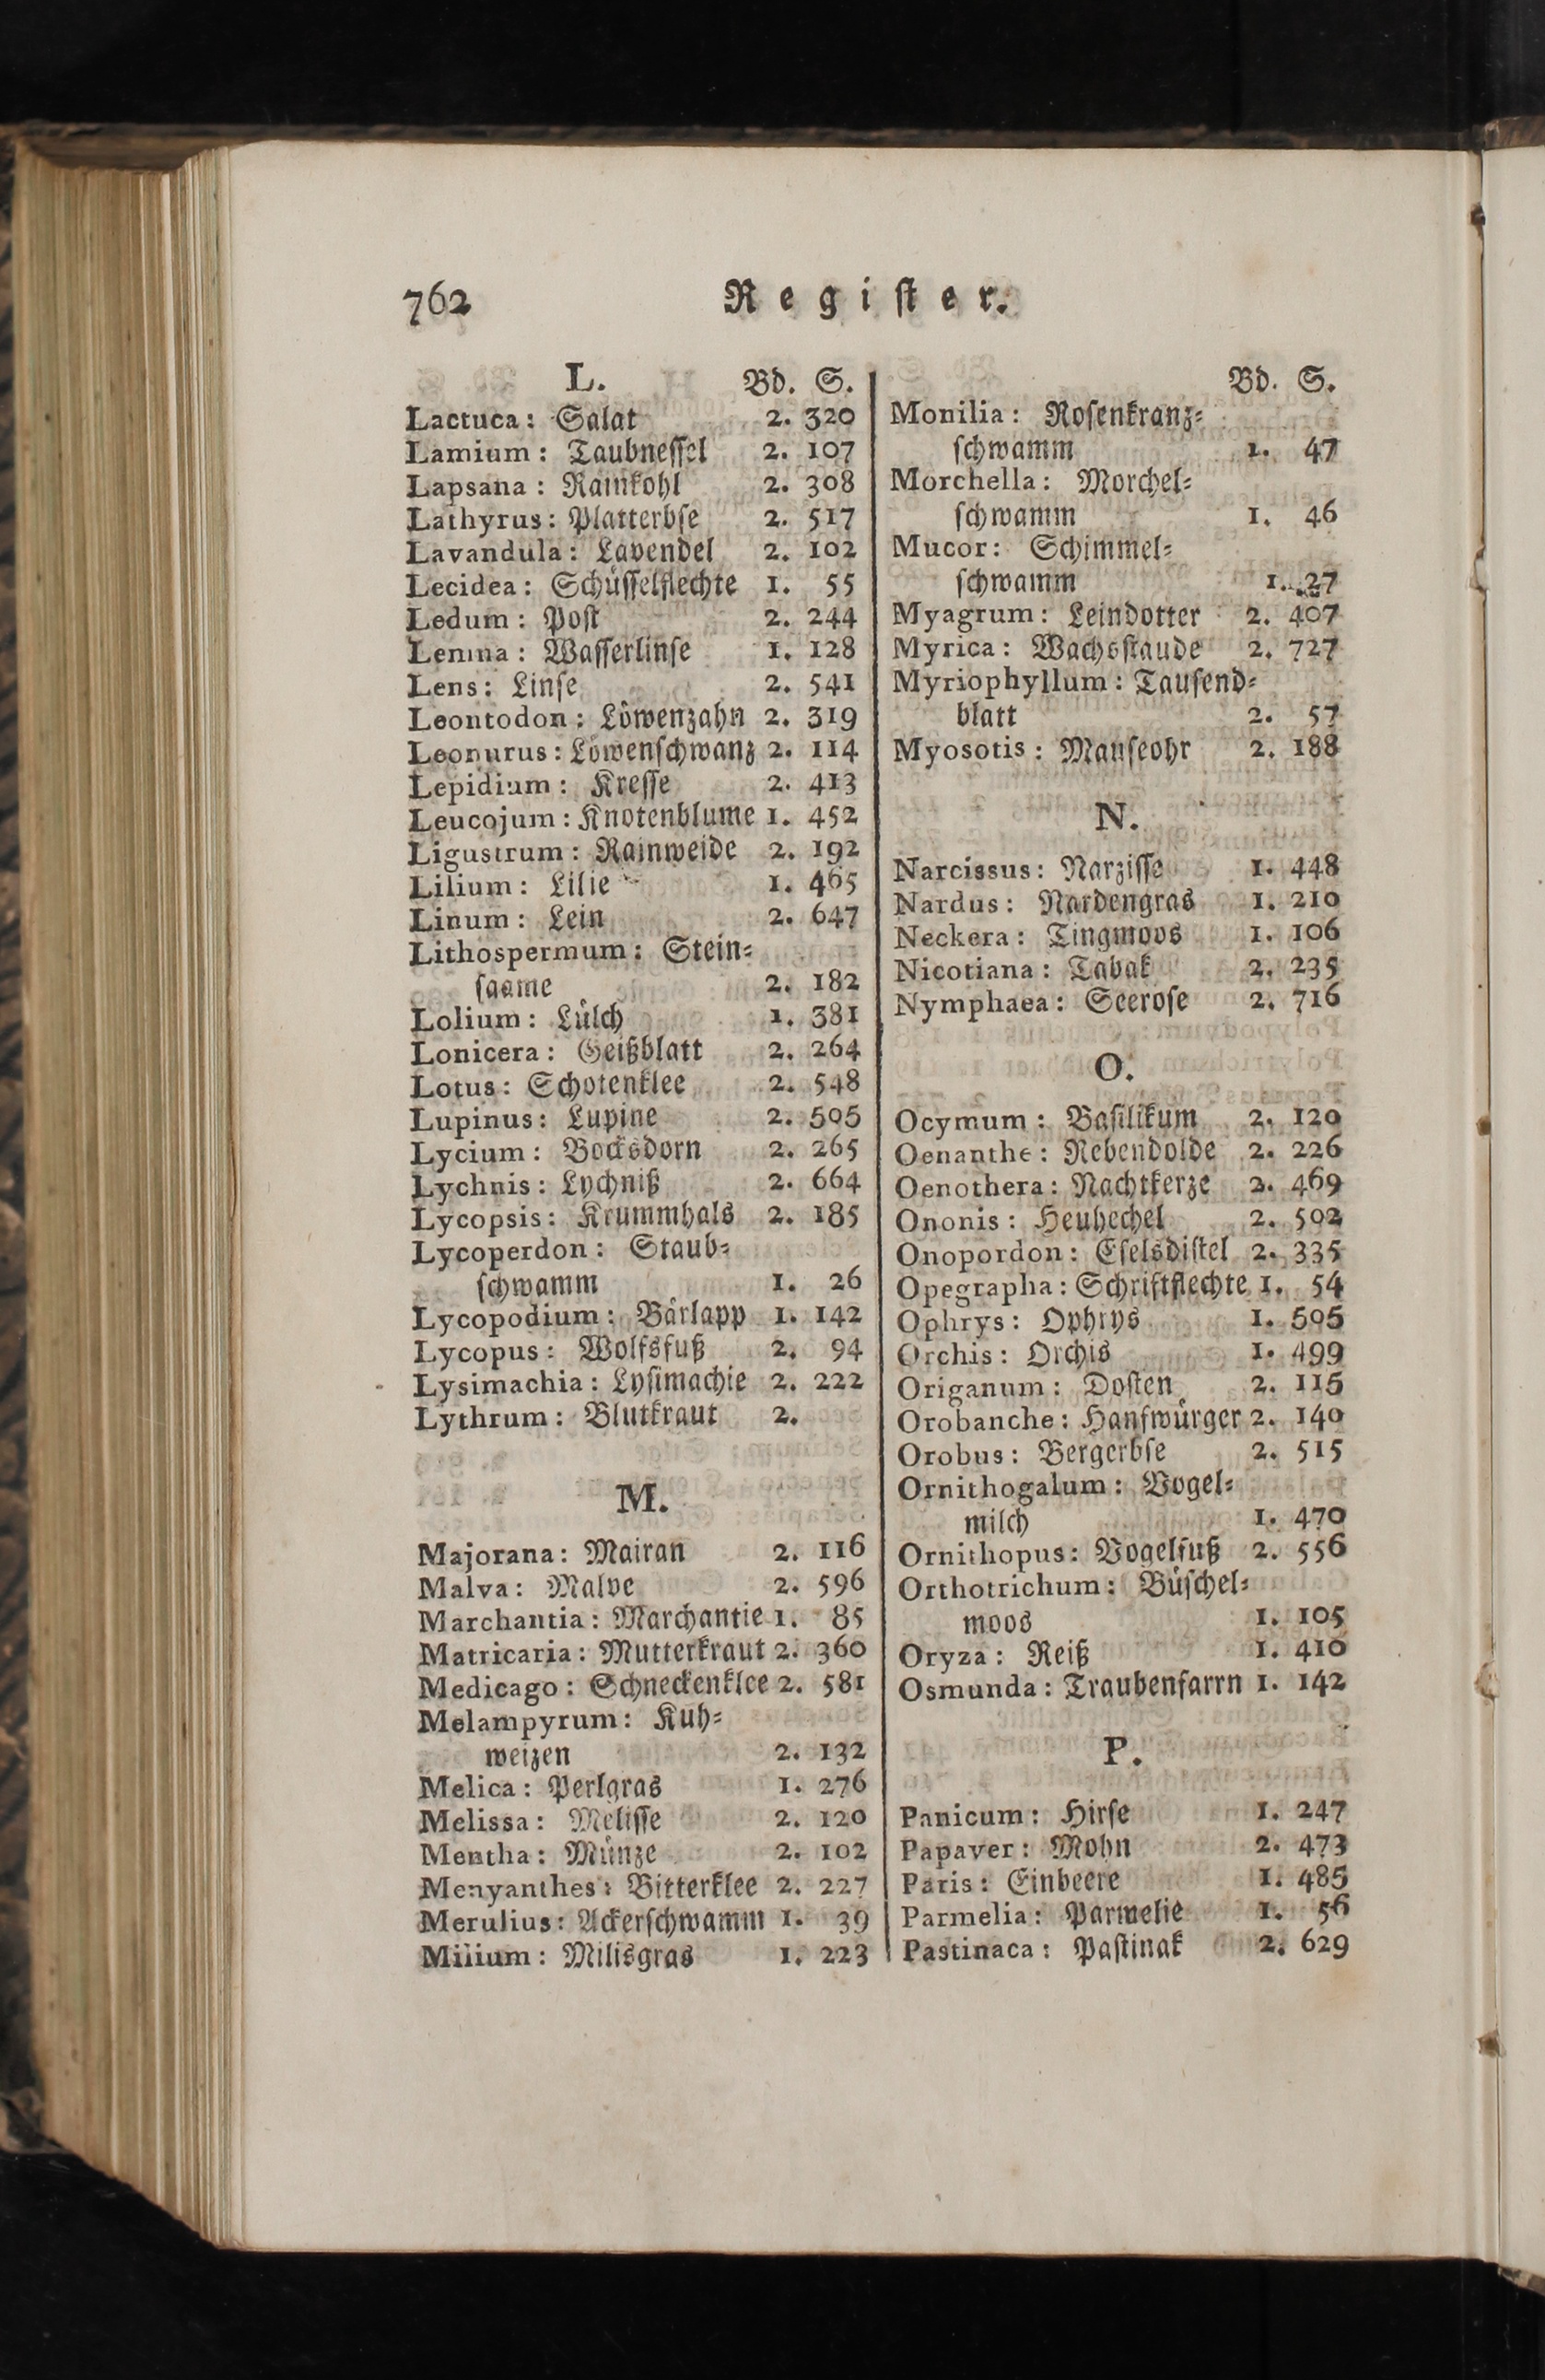 762 Regiſter.
L. Bd. S.
Lactuca: Salat 2. 320
Lamium: Taubneſſel 2. 107
Lapsana: Rainkohl 2. 308
Lathyrus: Platterbſe 2. 517
Lavandula: Lavendel 2. 102
Lecidea: Schüſſelflechte 1. 55
Ledum: Poſt 2. 244
Lemna: Waſſerlinſe 1. 128
Lens: Linſe 2. 541
Leontodon: Löwenzahn 2. 319
Leonurus: Löwenſchwanz 2. 114
Lepidium: Kreſſe 2. 413
Leucojum: Knotenblume 1. 452
Ligustrum: Rainweide 2. 192
Lilium: Lilie 1. 465
Linum: Lein 2. 647
Lithospermum: Stein-
ſaame 2. 182
Lolium: Lülch 1. 381
Lonicera: Geißblatt 2. 264
Lotus: Schotenklee 2. 548
Lupinus: Lupine 2. 505
Lycium: Bocksdorn 2. 265
Lychnis: Lychniß 2. 664
Lycopsis: Krummhals 2. 185
Lycoperdon: Staub-
ſchwamm 1. 26
Lycopodium: Bärlapp 1. 142
Lycopus: Wolfsfuß 2. 94
Lysimachia: Lyſimachie 2. 222
Lythrum: Blutkraut 2.
M.
Majorana: Mairan 2. 116
Malva: Malve 2. 596
Marchantia: Marchantie 1. 85
Matricaria: Mutterkraut 2. 360
Medicago: Schneckenklee 2. 581
Melampyrum: Kuh-
weizen 2. 132
Melica: Perlgras 1. 276
Melissa: Meliſſe 2. 120
Mentha: Münze 2. 102
Menyanthes: Bitterklee 2. 227
Merulius: Aderſchwamm 1. 39
Milium: Milisgras 1. 223
Bd. S.
Monilia: Roſenkranz-
ſchwamm 1. 47
Morchella: Morchel-
ſchwamm 1. 46
Mucor: Schimmel-
ſchwamm 1. 27
Myagrum: Leindotter 2. 407
Myrica: Wachsſtaude 2. 727
Myriophyllum: Tauſend-
blatt 2. 57
Myosotis: Mauſeohr 2. 188
N.
Narcissus: Narziſſe 1. 448
Nardus: Nardengras 1. 210
Neckera: Tingmoos 1. 106
Nicotiana: Tabak 2. 235
Nymphaea: Seeroſe 2. 716
O.
Ocymum: Baſilikum 2. 120
Oenanthe: Rebendolde 2. 226
Oenothera: Nachtkerze 2. 469
Ononis: Heuhechel 2. 502
Onopordon: Eſelsdiſtel 2. 335
Opegrapha: Schriftflechte 1. 54
Ophrys: Ophrys 1. 505
Orchis: Orchis 1. 499
Origanum: Doſten 2. 115
Orobanche: Hanfwürger 2. 140
Orobus: Bergerbſe 2. 515
Ornithogalum: Vogel-
milch 1. 470
Ornithopus: Vogelfuß 2. 556
Orthotrichum: Büſchel-
moos 1. 105
Oryza: Reiß 1. 410
Osmunda: Traubenfarrn 1. 142
P.
Panicum: Hirſe 1. 247
Papaver: Mohn 2. 473
Paris: Einbeere 1. 485
Parmelia: Parmelie 1. 56
Pastinaca: Paſtinak 2. 629